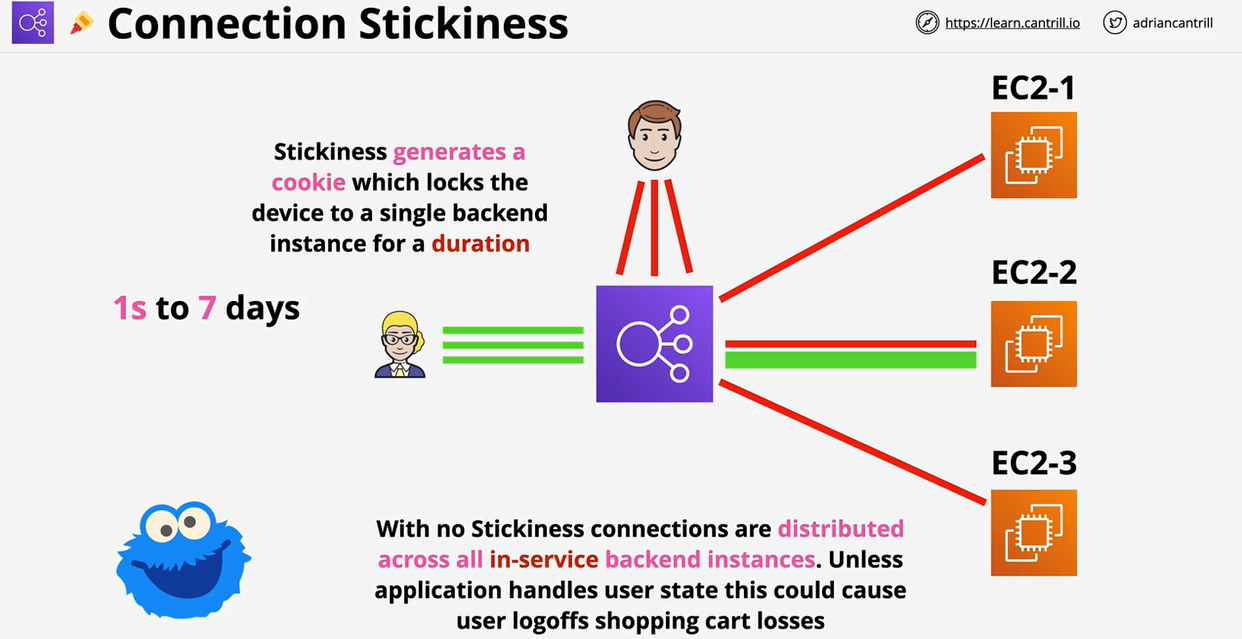 Connection Stickiness
https://learn.cantrill.io
adriancantrill
EC2-1
Stickiness generates a
cookie which locks the
device to a single backend
instance for a duration
EC2-2
1s to 7 days
EC2-3
With no Stickiness connections are distributed
across all in-service backend instances. Unless
application handles user state this could cause
user logoffs shopping cart losses